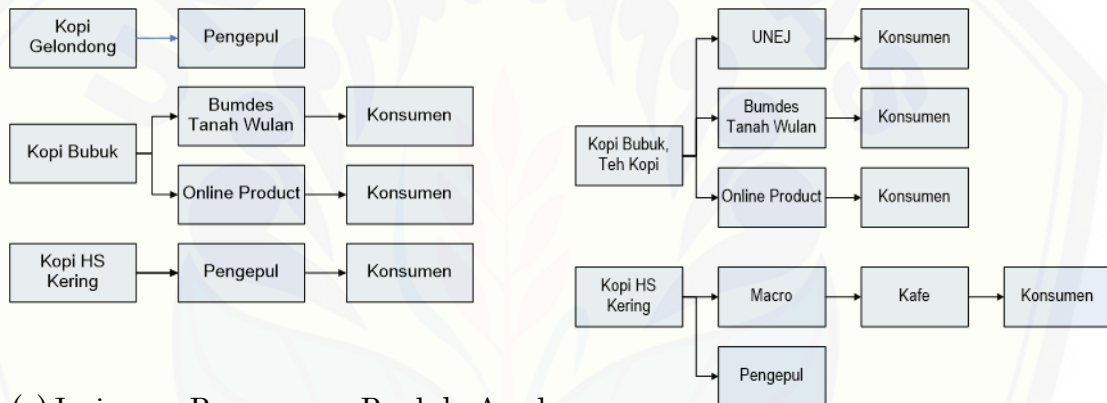 Kopi
Gelondong
Pengepul
Kopi Bubuk
Bumdes
Tanah Wulan
Konsumen
Online Product
Konsumen
Kopi HS
Kering
Pengepul
Konsumen
Kopi Bubuk,
Teh Kopi
UNEJ
Konsumen
Bumdes
Tanah Wulan
Konsumen
Online Product
Konsumen
Kopi HS
Kering
Macro
Kafe
Konsumen
Pengepul